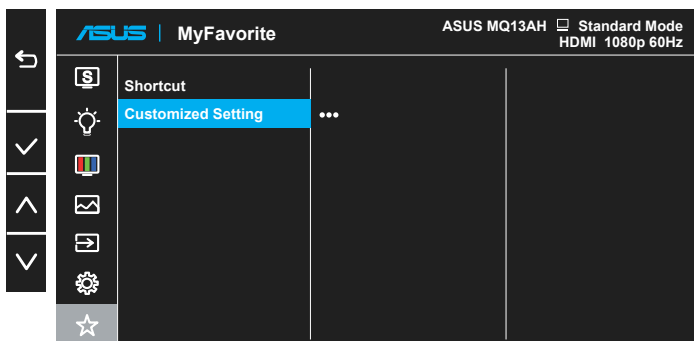 ASUS | MyFavorite
ASUS MQ13AH Standard Mode
HDMI 1080p 60Hz
S
Shortcut
Customized Setting
•••